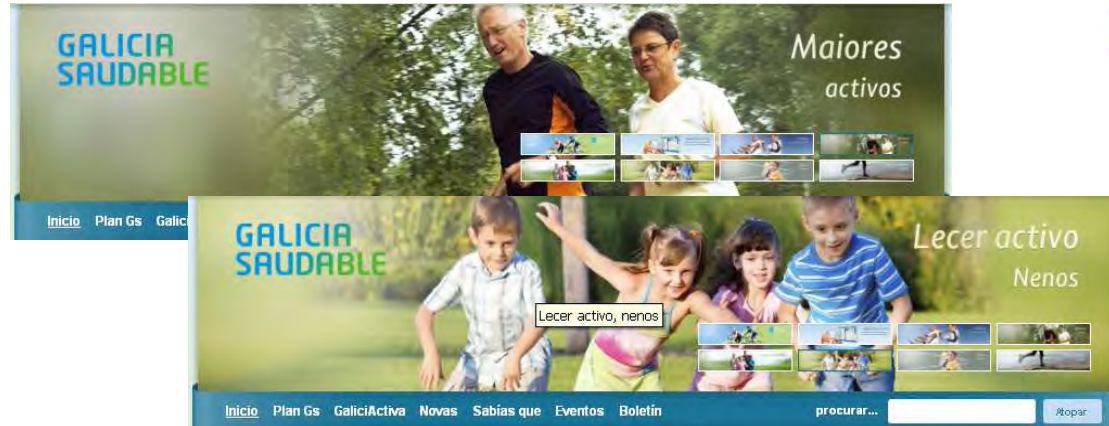 GALICIA
SAUDABLE
Maiores
activos
Inicio Plan Gs Galici
GALICIA
SAUDABLE
Lecer activo
Nenos
Lecer activo, nenos
Inicio Plan Gs GaliciActiva Novas Sabías que Eventos Boletín procurar... Atopar